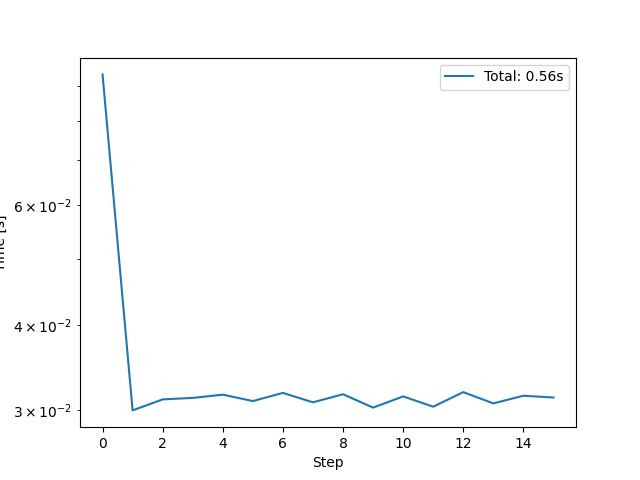 Total: 0.56s
6 × 10⁻²
4 × 10⁻²
3 × 10⁻²
Time [s]
0 2 4 6 8 10 12 14
Step